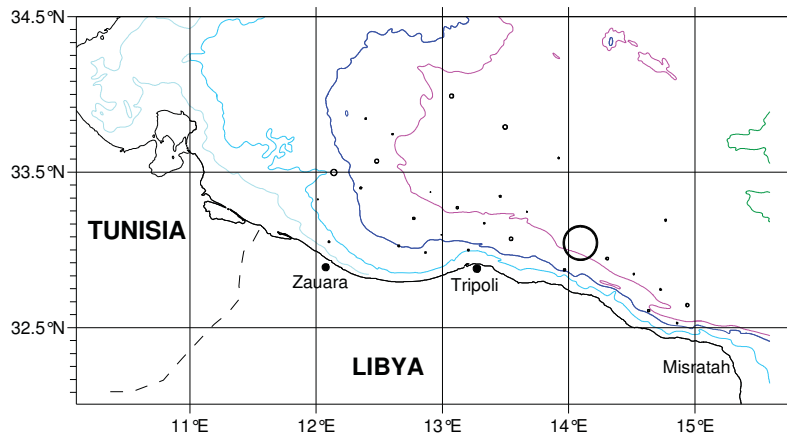 34.5°N
33.5°N
TUNISIA
Zauara
Tripoli
32.5°N
LIBYA
Misratah
11°E
12°E
13°E
14°E
15°E